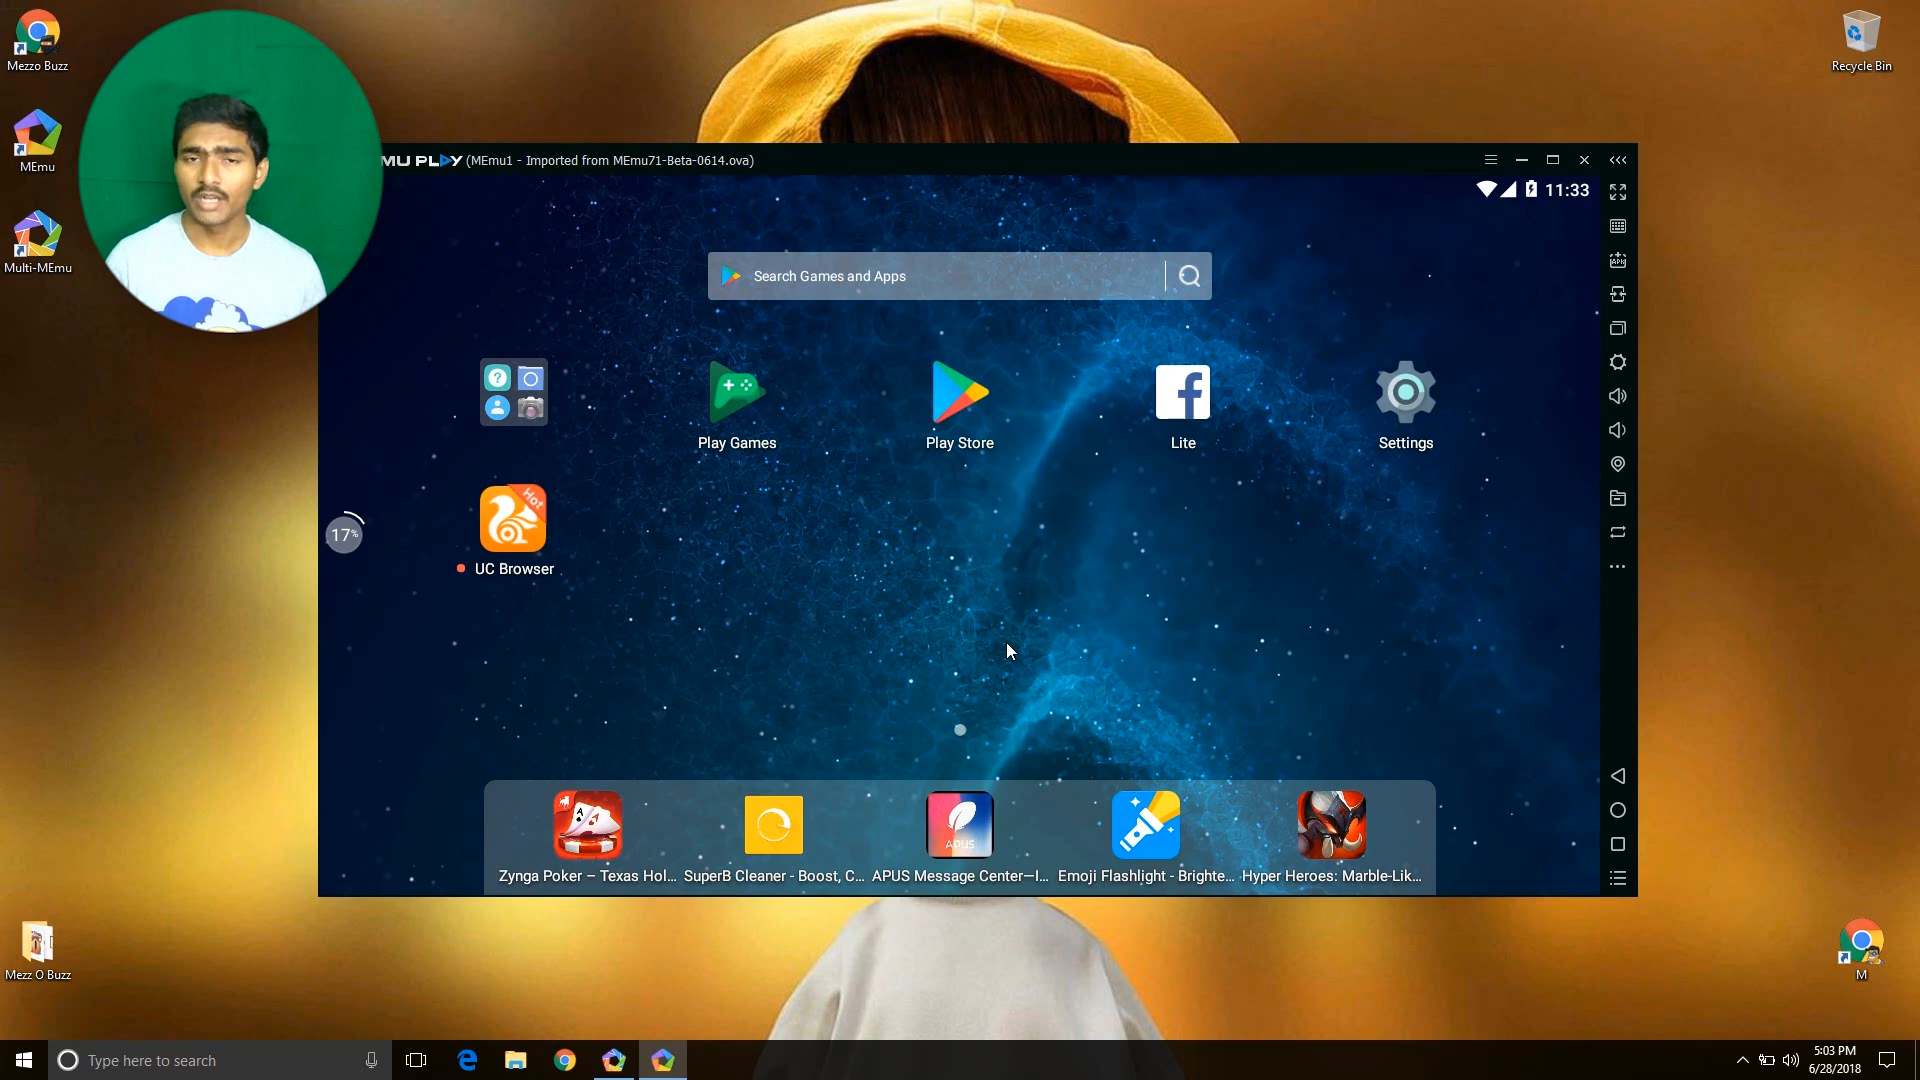 Mezzo Buzz
MEmu
Multi-MEmu
Recycle Bin
MU PLAY (MEmu1 - Imported from MEmu71-Beta-0614.ova)
11:33
Search Games and Apps
APK
Play Games
Play Store
Lite
Settings
Hot
UC Browser
17%
APUS
Zynga Poker – Texas Hol...
SuperB Cleaner - Boost, C...
APUS Message Center—I...
Emoji Flashlight - Brighte...
Hyper Heroes: Marble-Lik...
Mezz O Buzz
M
Type here to search
5:03 PM
6/28/2018